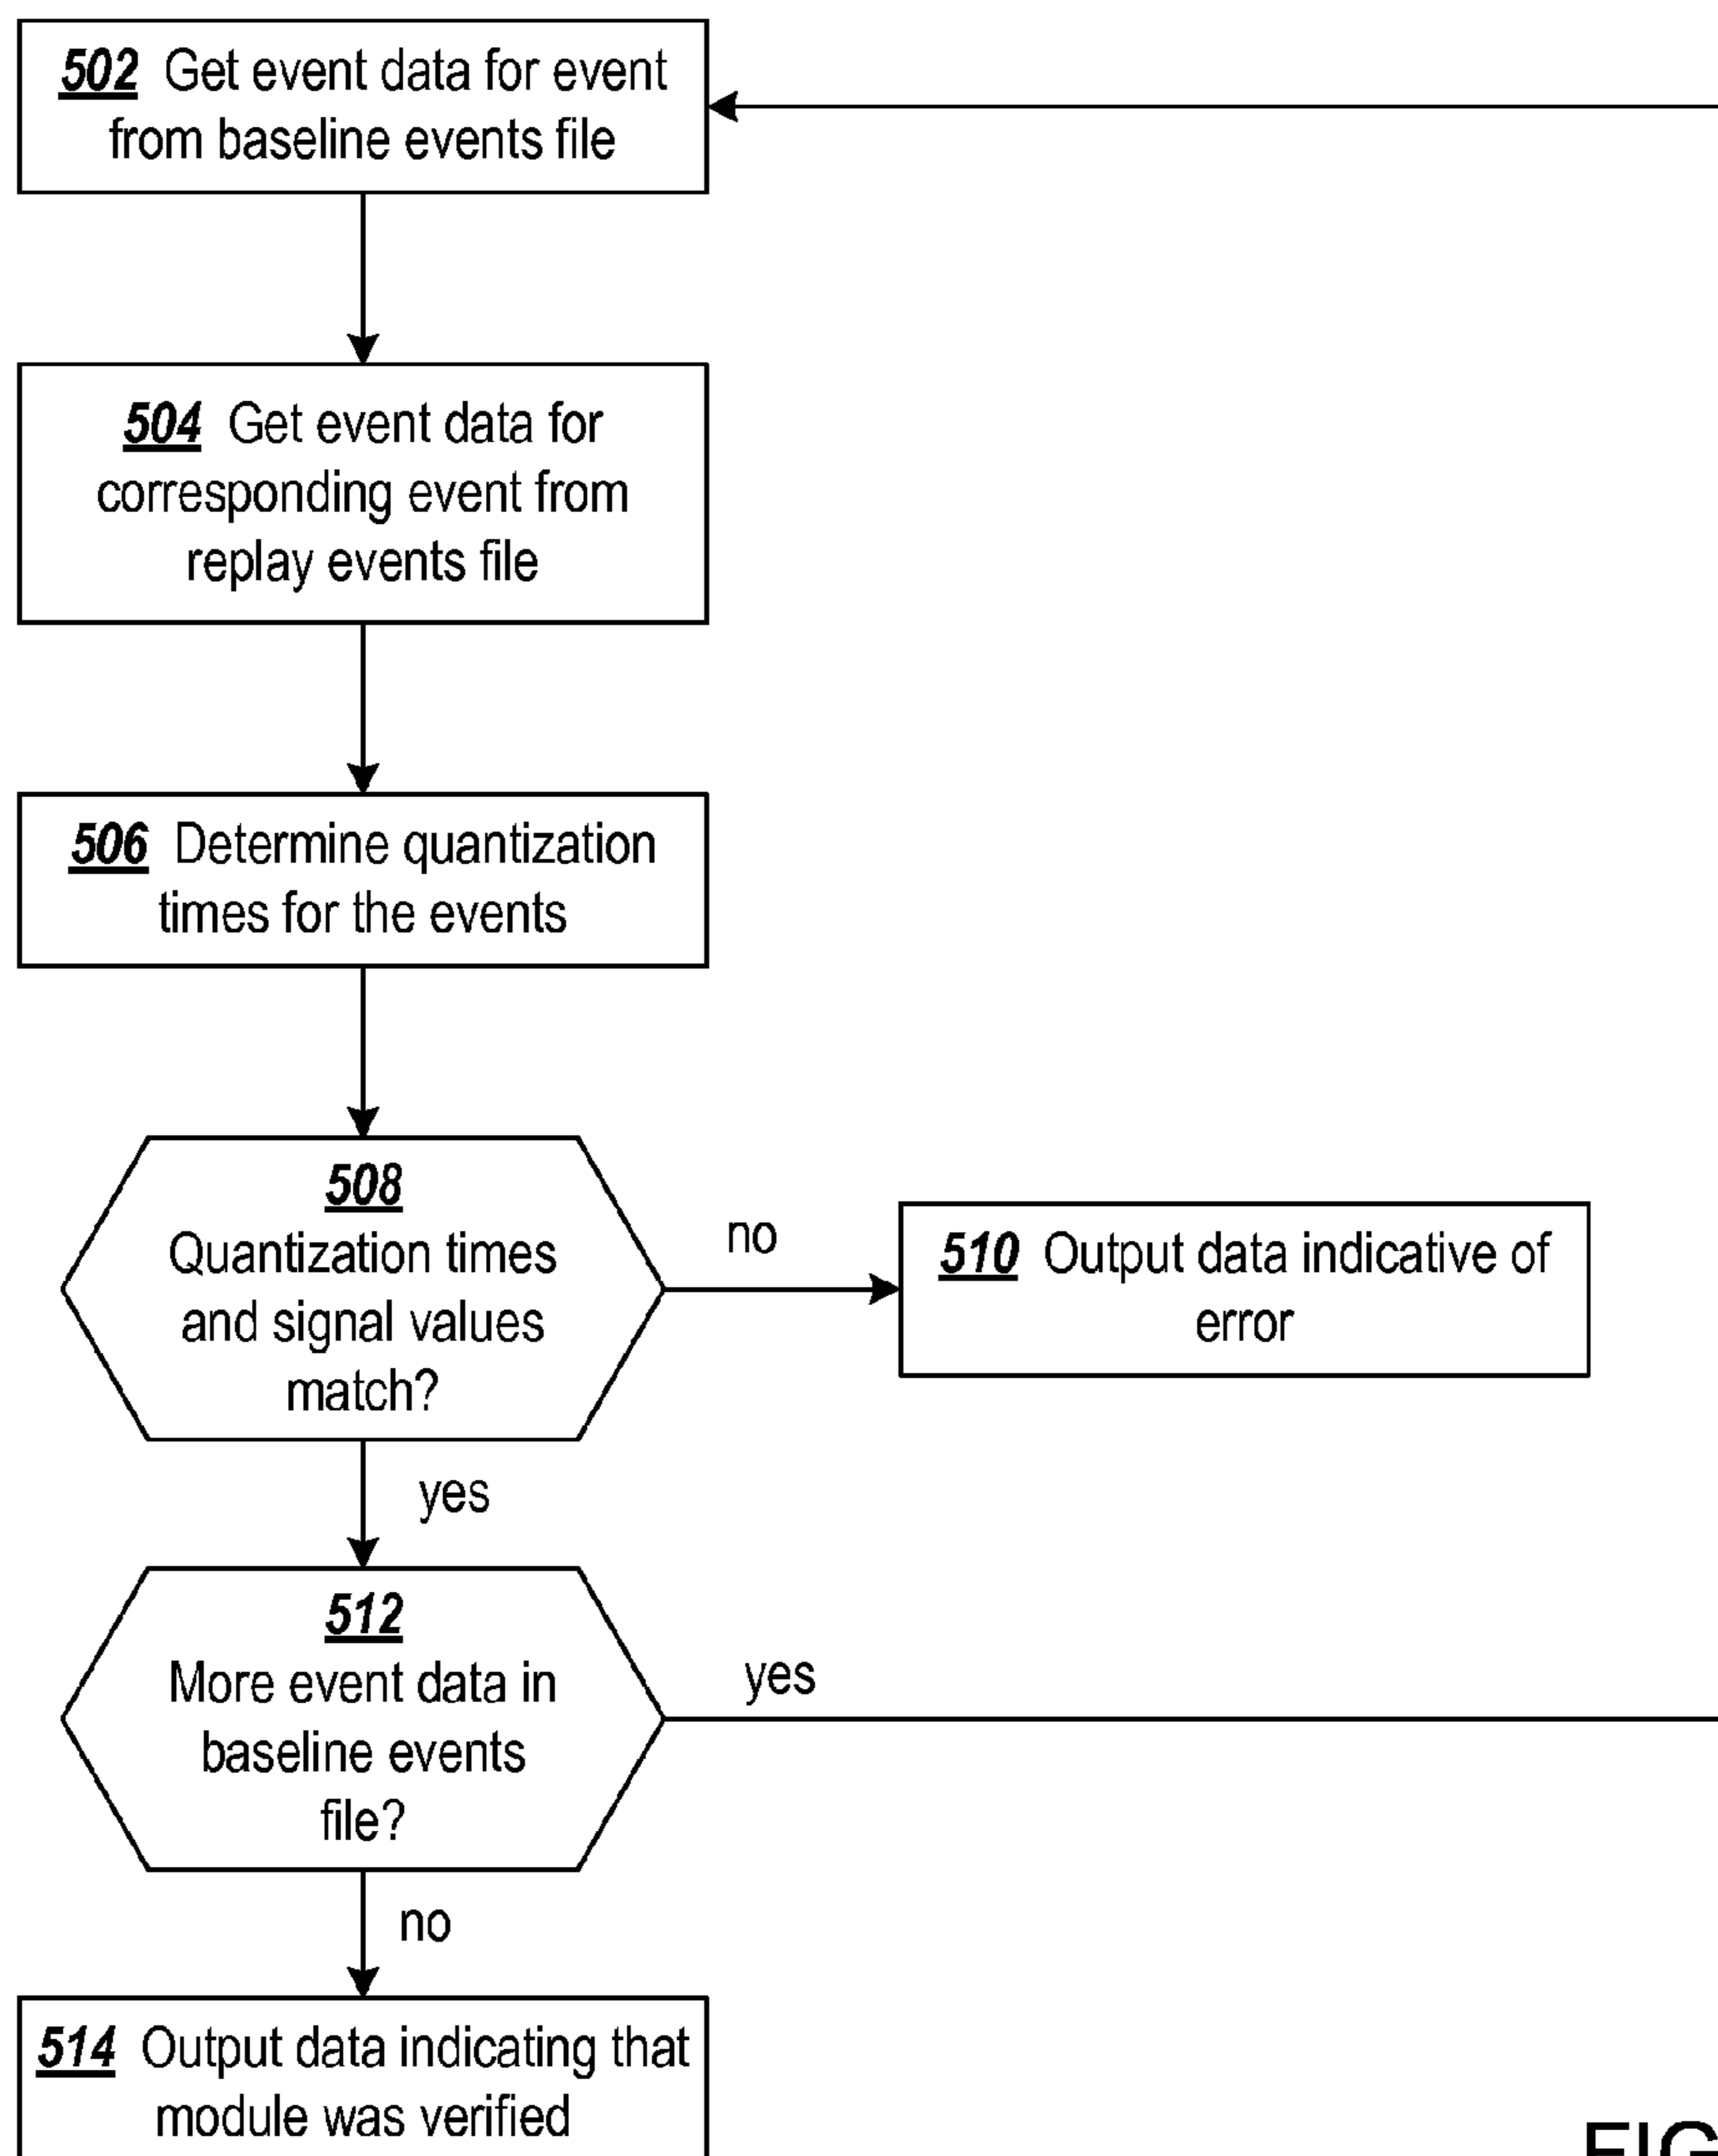 502 Get event data for event
from baseline events file
504 Get event data for
corresponding event from
replay events file
506 Determine quantization
times for the events
508
Quantization times
and signal values
match?
no
510 Output data indicative of
error
yes
512
More event data in
baseline events
file?
yes
no
514 Output data indicating that
module was verified
FIG